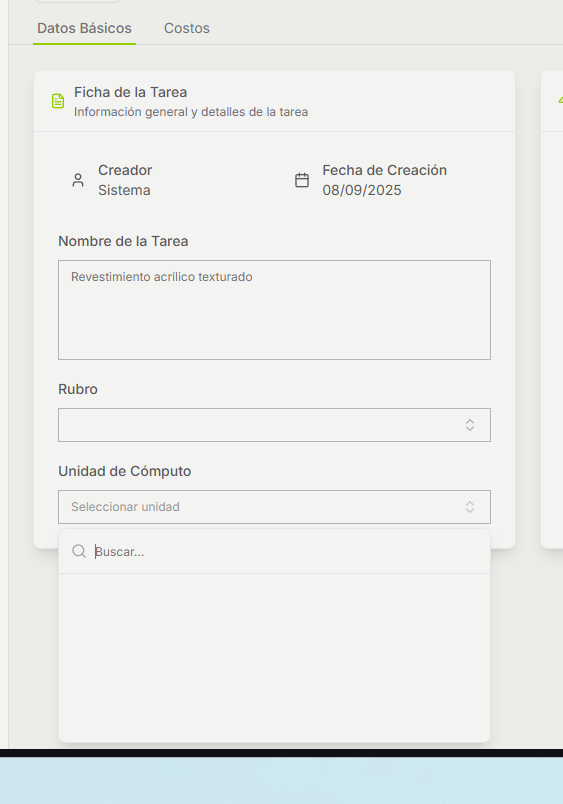 Datos Básicos Costos
Ficha de la Tarea
Información general y detalles de la tarea
Creador
Sistema
Fecha de Creación
08/09/2025
Nombre de la Tarea
Revestimiento acrílico texturado
Rubro
Unidad de Cómputo
Seleccionar unidad
Buscar...